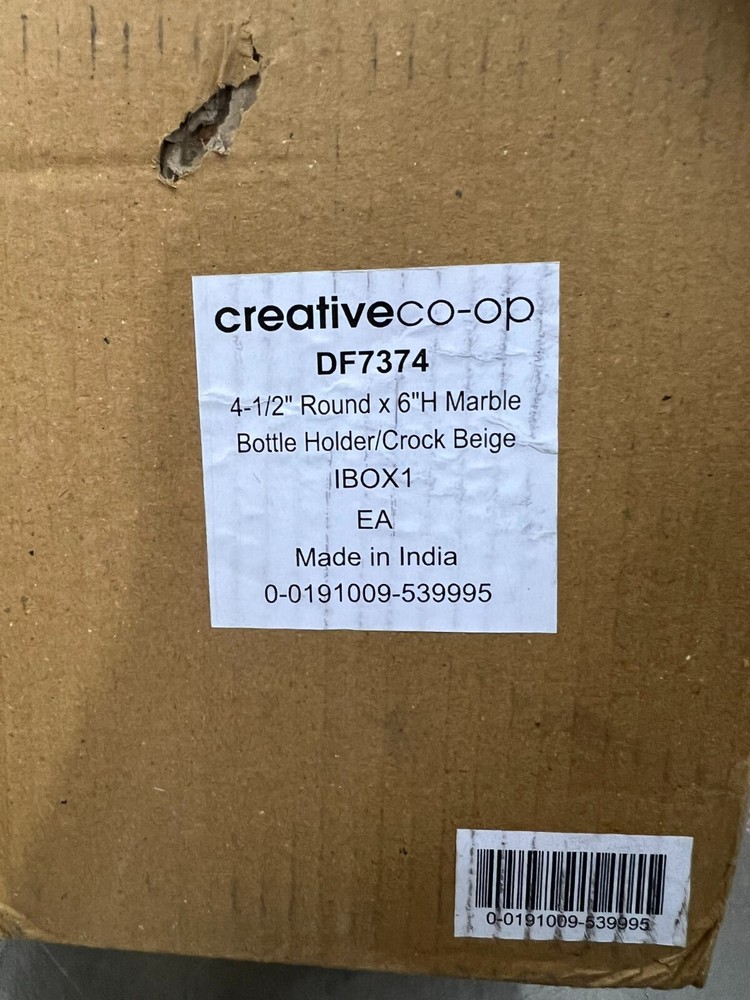 creativeco-op
DF7374
4-1/2" Round x 6"H Marble
Bottle Holder/Crock Beige
IBOX1
EA
Made in India
0-0191009-539995
0-0191009-539995